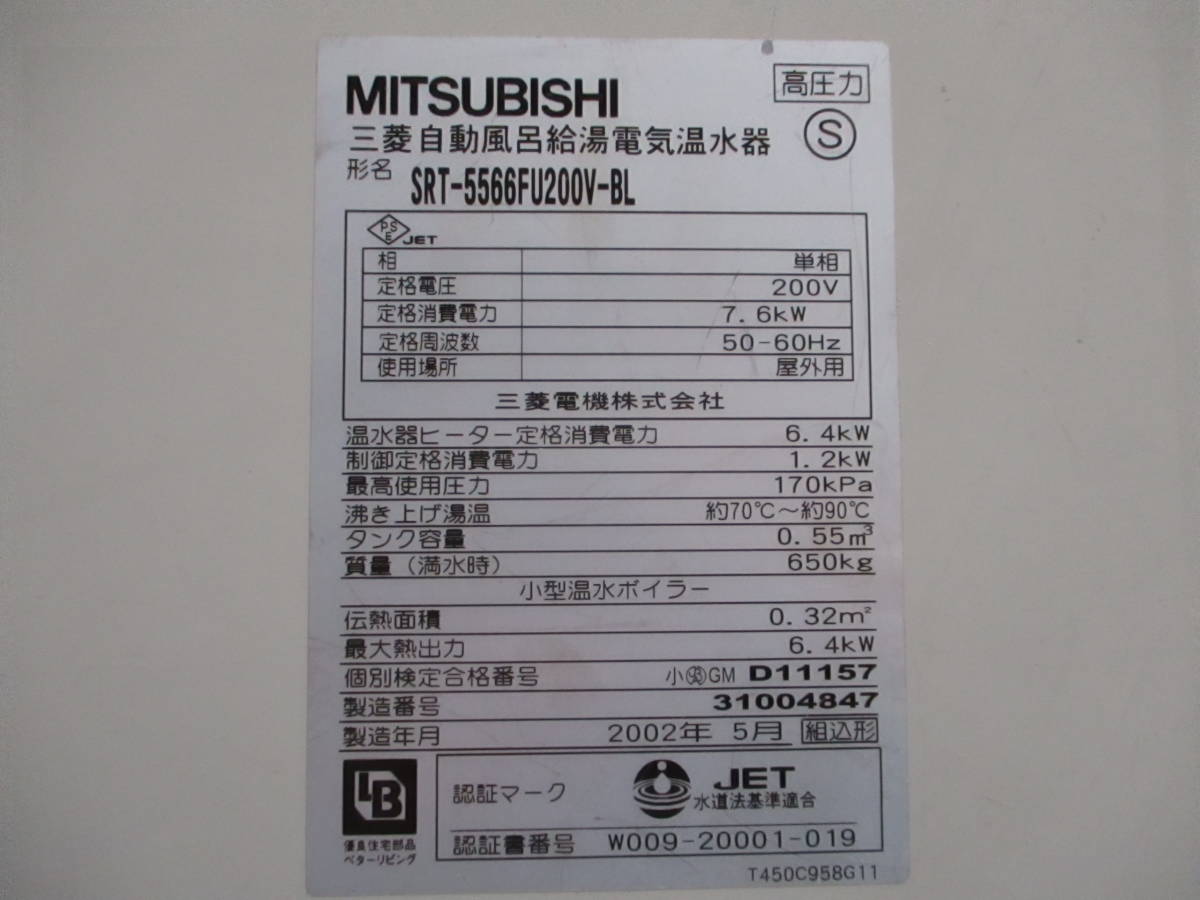 MITSUBISHI
高圧力
三菱自動風呂給湯電気温水器
S
形名 SRT-5566FU200V-BL
PSE JET
相 単相
定格電圧 200V
定格消費電力 7.6kW
定格周波数 50-60Hz
使用場所 屋外用
三菱電機株式会社
温水器ヒーター定格消費電力 6.4kW
制御定格消費電力 1.2kW
最高使用圧力 170kPa
沸き上げ湯温 約70℃～約90℃
タンク容量 0.55m³
質量（満水時） 650kg
小型温水ボイラー
伝熱面積 0.32m²
最大熱出力 6.4kW
個別検定合格番号 小 GM D11157
製造番号 31004847
製造年月 2002年 5月 組込形
LB
優良住宅部品
ベターリビング
認証マーク JET
水道法基準適合
認証書番号 W009-20001-019
T450C958G11